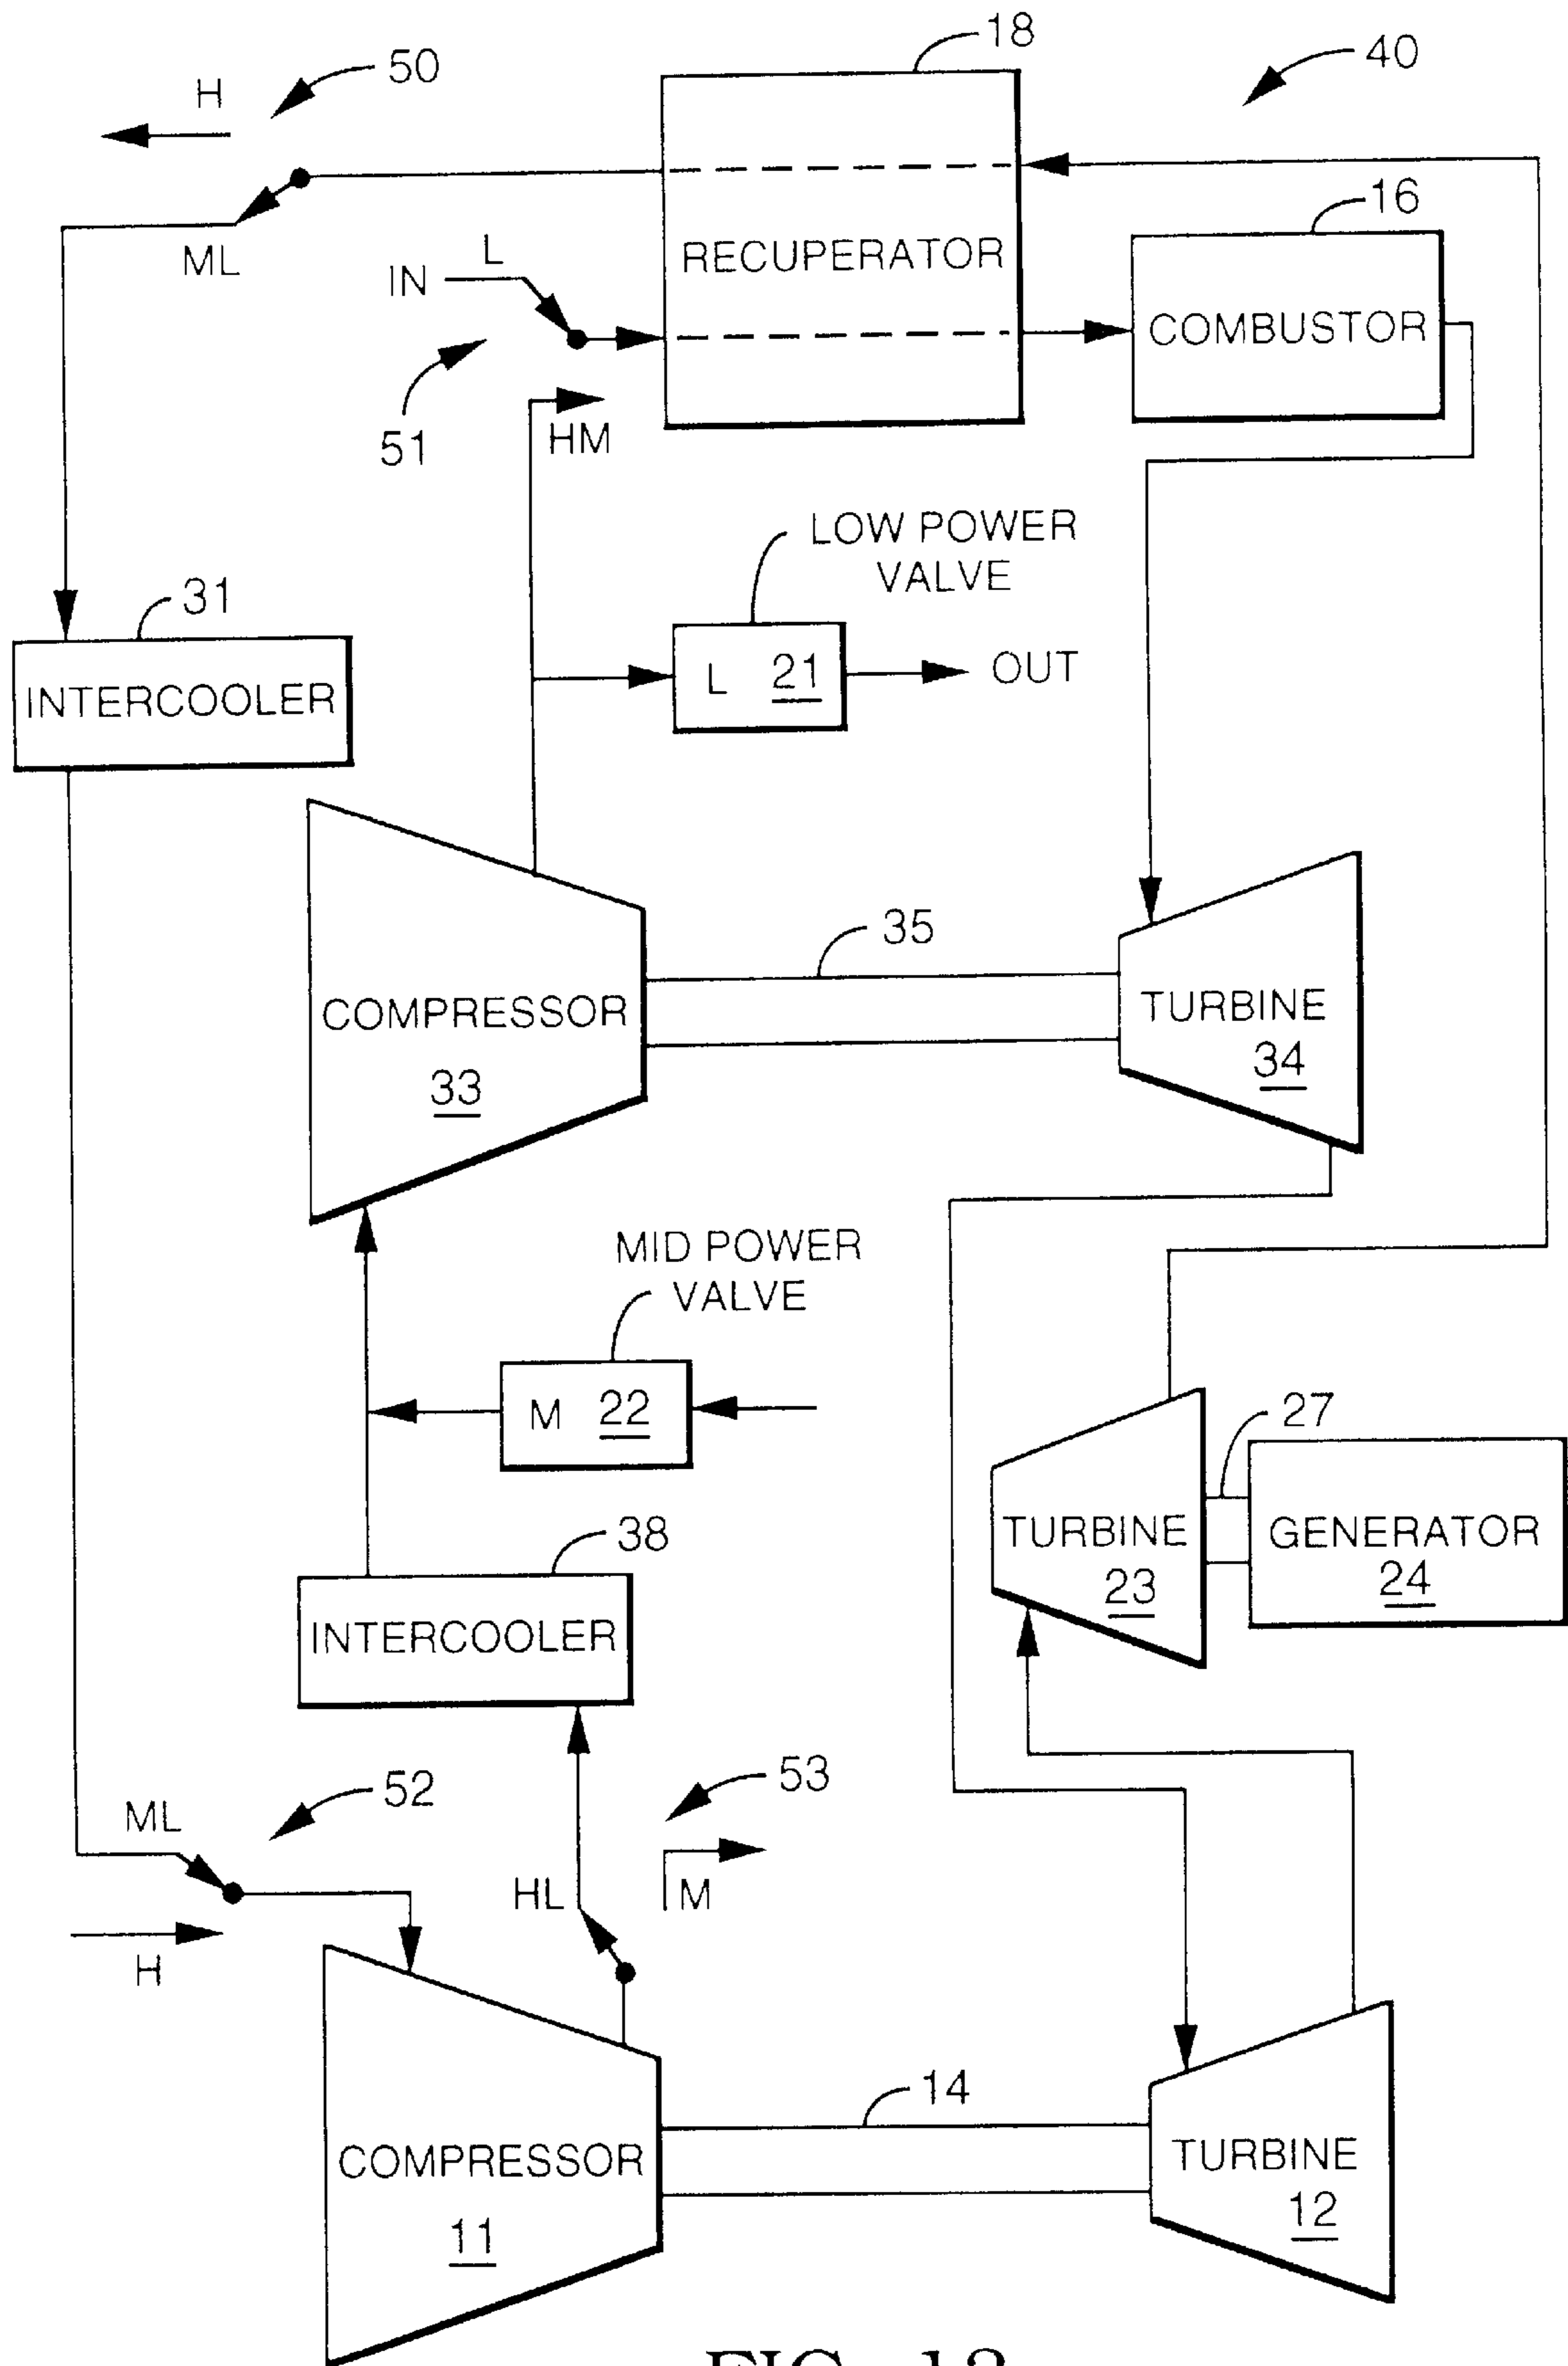 18
50
40
H
16
RECUPERATOR
L
IN
ML
COMBUSTOR
51
HM
LOW POWER
VALVE
31
L 21
OUT
INTERCOOLER
35
COMPRESSOR
33
TURBINE
34
MID POWER
VALVE
M 22
27
38
TURBINE
23
GENERATOR
24
INTERCOOLER
53
52
ML
HL
M
H
14
COMPRESSOR
11
TURBINE
12